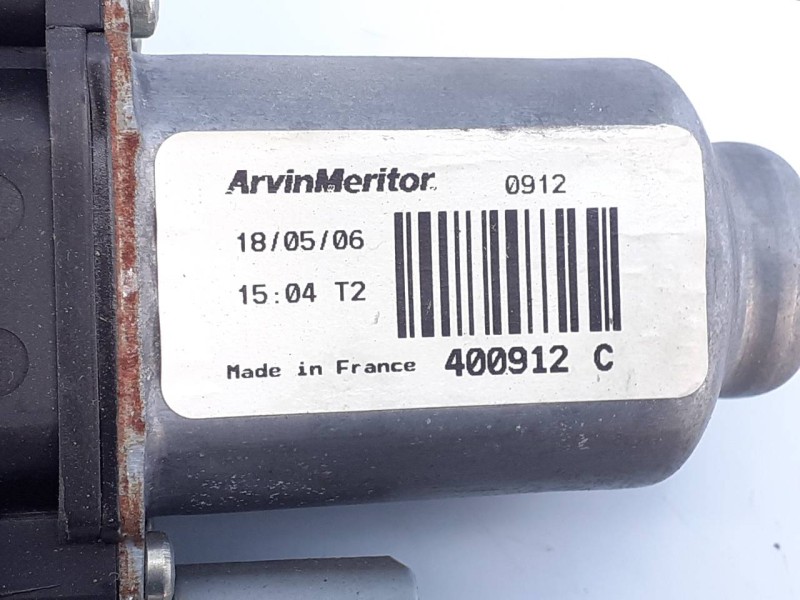 ArvinMeritor 0912
18/05/06
15:04 T2
Made in France 400912 C